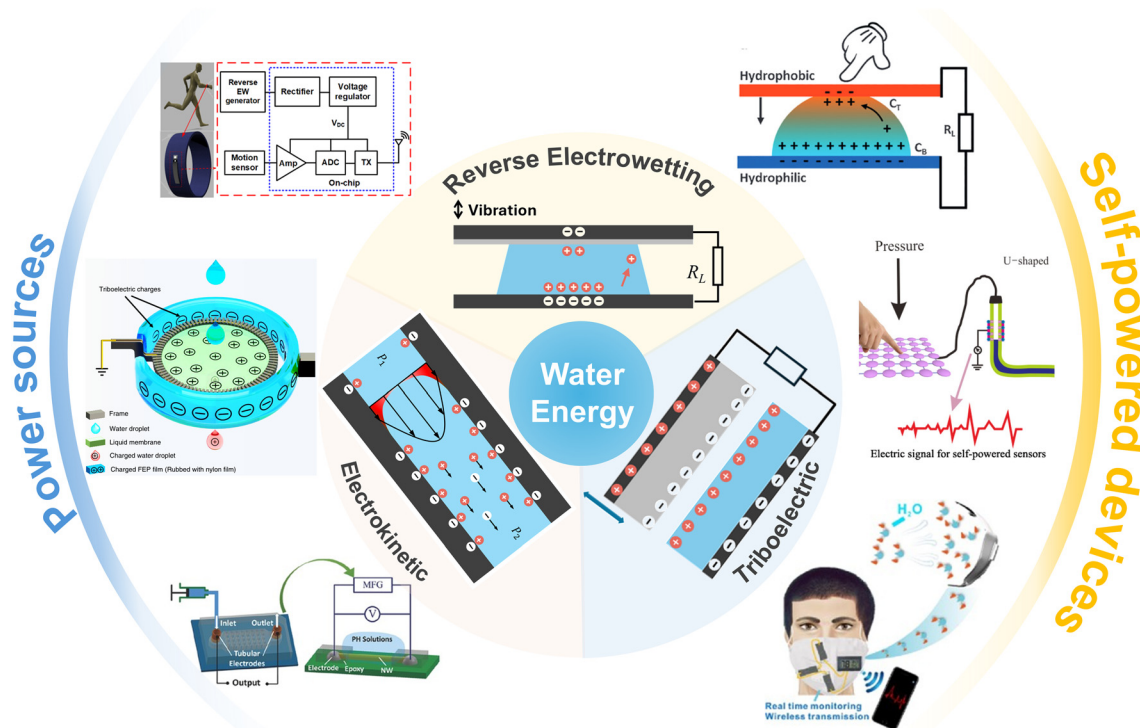 Power sources
Self-powered devices
Reverse
EW
generator
Rectifier
Voltage
regulator
V_DC
Motion
sensor
Amp
ADC
TX
On-chip
Hydrophobic
C_T
R_L
C_B
Hydrophilic
Reverse Electrowetting
Vibration
R_L
Triboelectric charges
Frame
Water droplet
Liquid membrane
Charged water droplet
Charged FEP film (Rubbed with nylon film)
Pressure
U-shaped
Electric signal for self-powered sensors
P_1
P_2
Water
Energy
Electrokinetic
Triboelectric
Inlet
Outlet
Tubular
Electrodes
Output
MFG
V
PH Solutions
Electrode
Epoxy
NW
H_2O
Real time monitoring
Wireless transmission